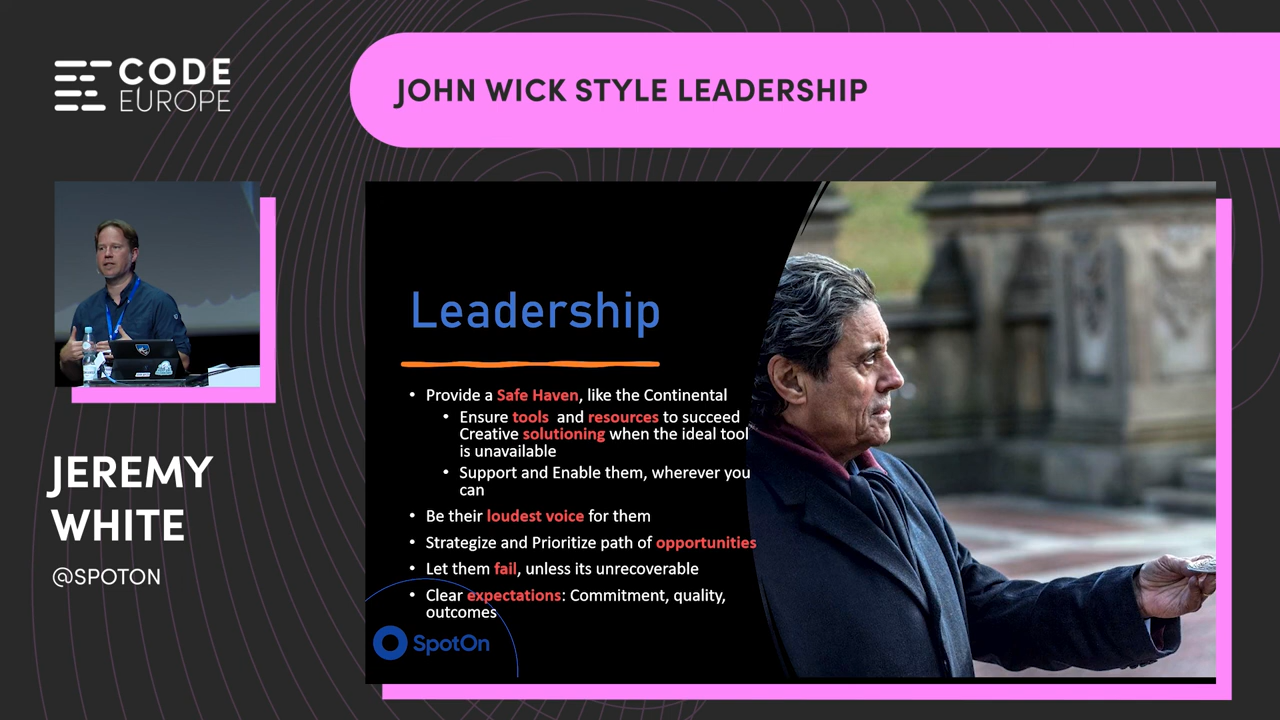 CODE
EUROPE
JOHN WICK STYLE LEADERSHIP
JEREMY
WHITE
@SPOTON
Leadership
• Provide a Safe Haven, like the Continental
• Ensure tools and resources to succeed
Creative solutioning when the ideal tool
is unavailable
• Support and Enable them, wherever you
can
• Be their loudest voice for them
• Strategize and Prioritize path of opportunities
• Let them fail, unless its unrecoverable
• Clear expectations: Commitment, quality,
outcomes
SpotOn